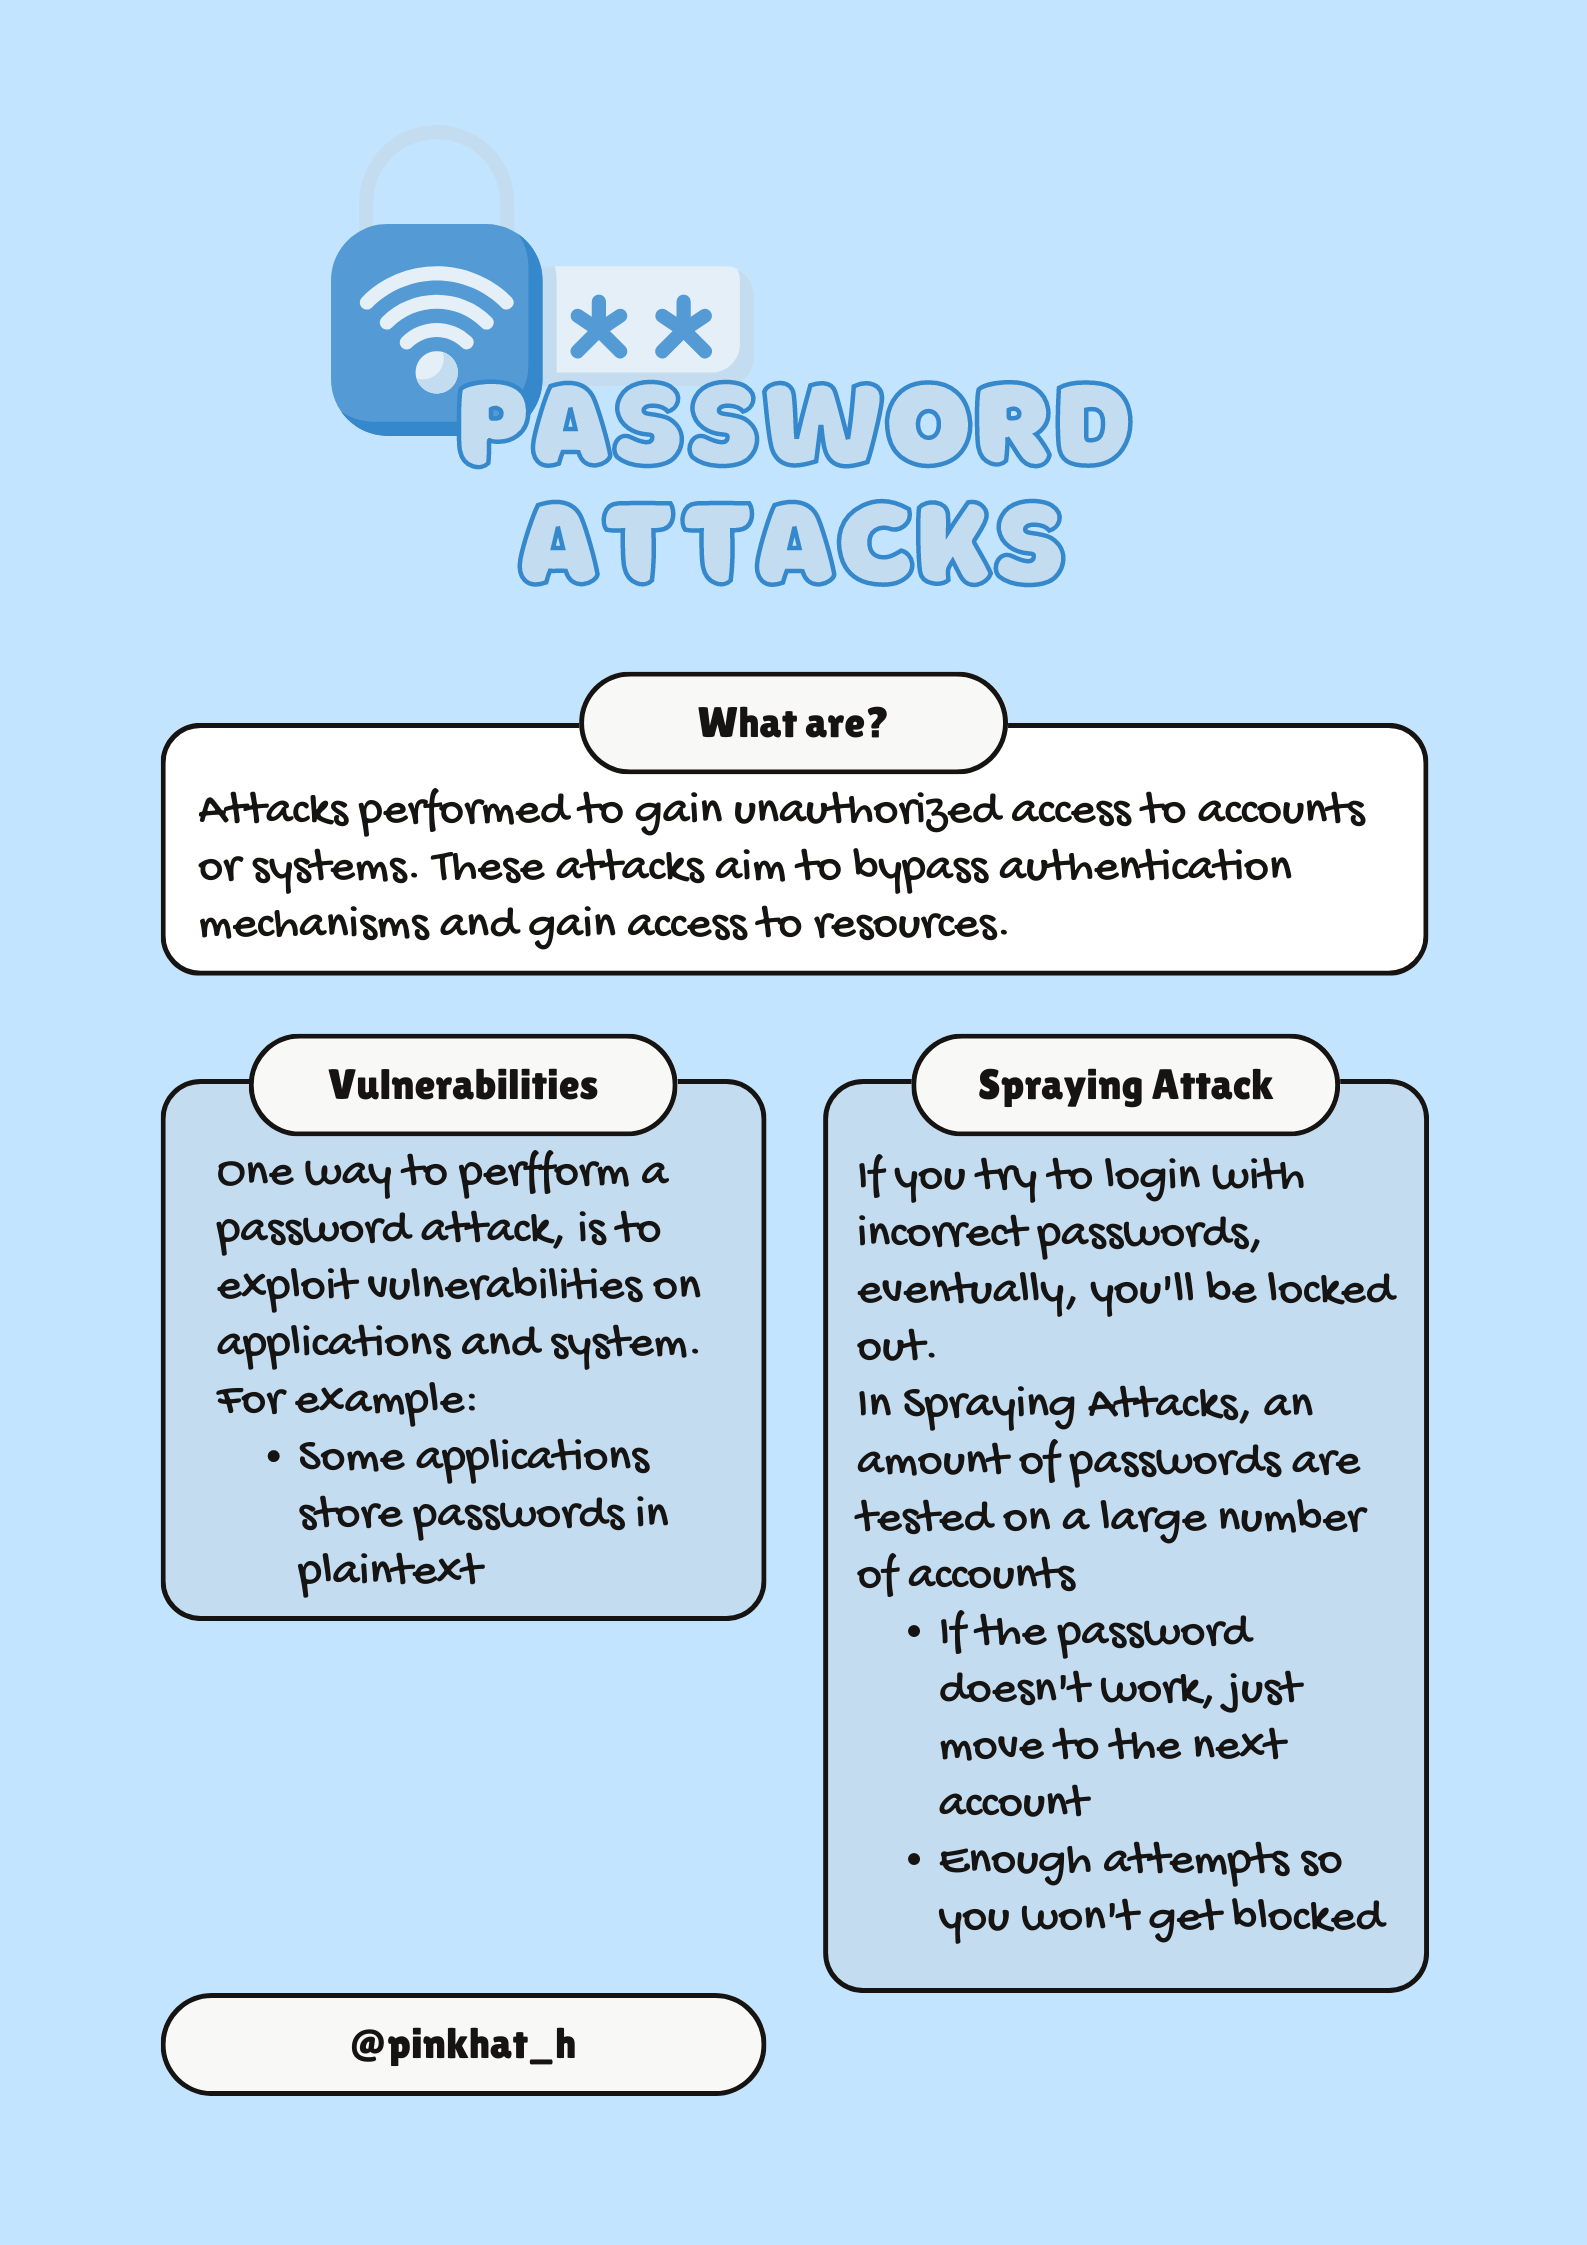 * *
PASSWORD
ATTACKS
What are?
Attacks performed to gain unauthorized access to accounts
or systems. These attacks aim to bypass authentication
mechanisms and gain access to resources.
Vulnerabilities
One way to perfform a
password attack, is to
exploit vulnerabilities on
applications and system.
For example:
• Some applications
store passwords in
plaintext
Spraying Attack
If you try to login with
incorrect passwords,
eventually, you'll be locked
out.
In Spraying Attacks, an
amount of passwords are
tested on a large number
of accounts
• If the password
doesn't work, just
move to the next
account
• Enough attempts so
you won't get blocked
@pinkhat_h